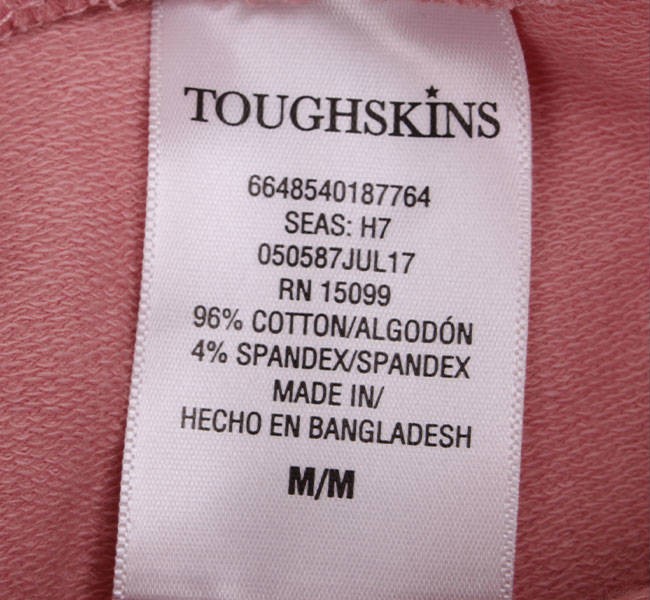 TOUGHSKINS
6648540187764
SEAS: H7
050587JUL17
RN 15099
96% COTTON/ALGODÓN
4% SPANDEX/SPANDEX
MADE IN/
HECHO EN BANGLADESH
M/M